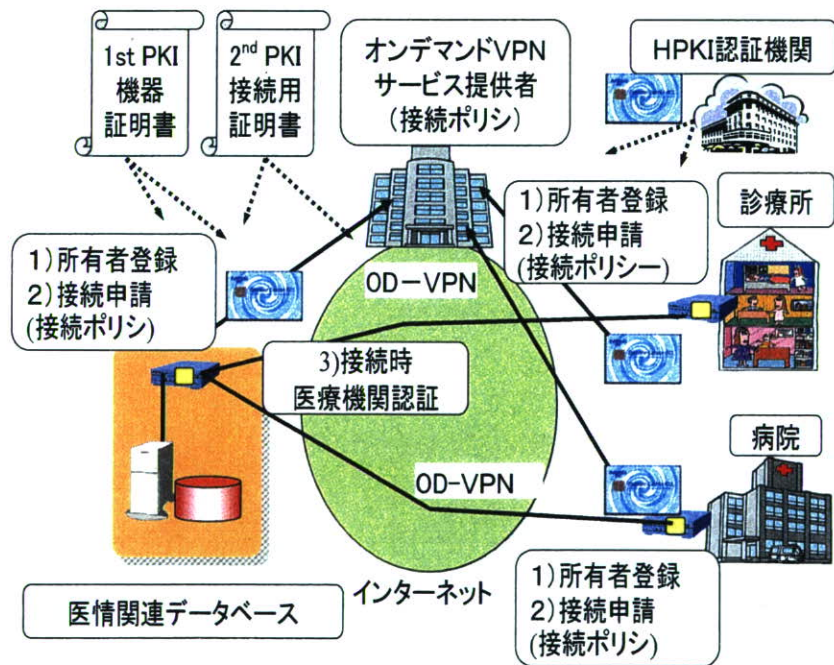 1st PKI
機器
証明書
2nd PKI
接続用
証明書
オンデマンドVPN
サービス提供者
(接続ポリシ)
HPKI認証機関
1)所有者登録
2)接続申請
(接続ポリシー)
診療所
1)所有者登録
2)接続申請
(接続ポリシ)
OD-VPN
3)接続時
医療機関認証
病院
OD-VPN
インターネット
医情関連データベース
1)所有者登録
2)接続申請
(接続ポリシ)